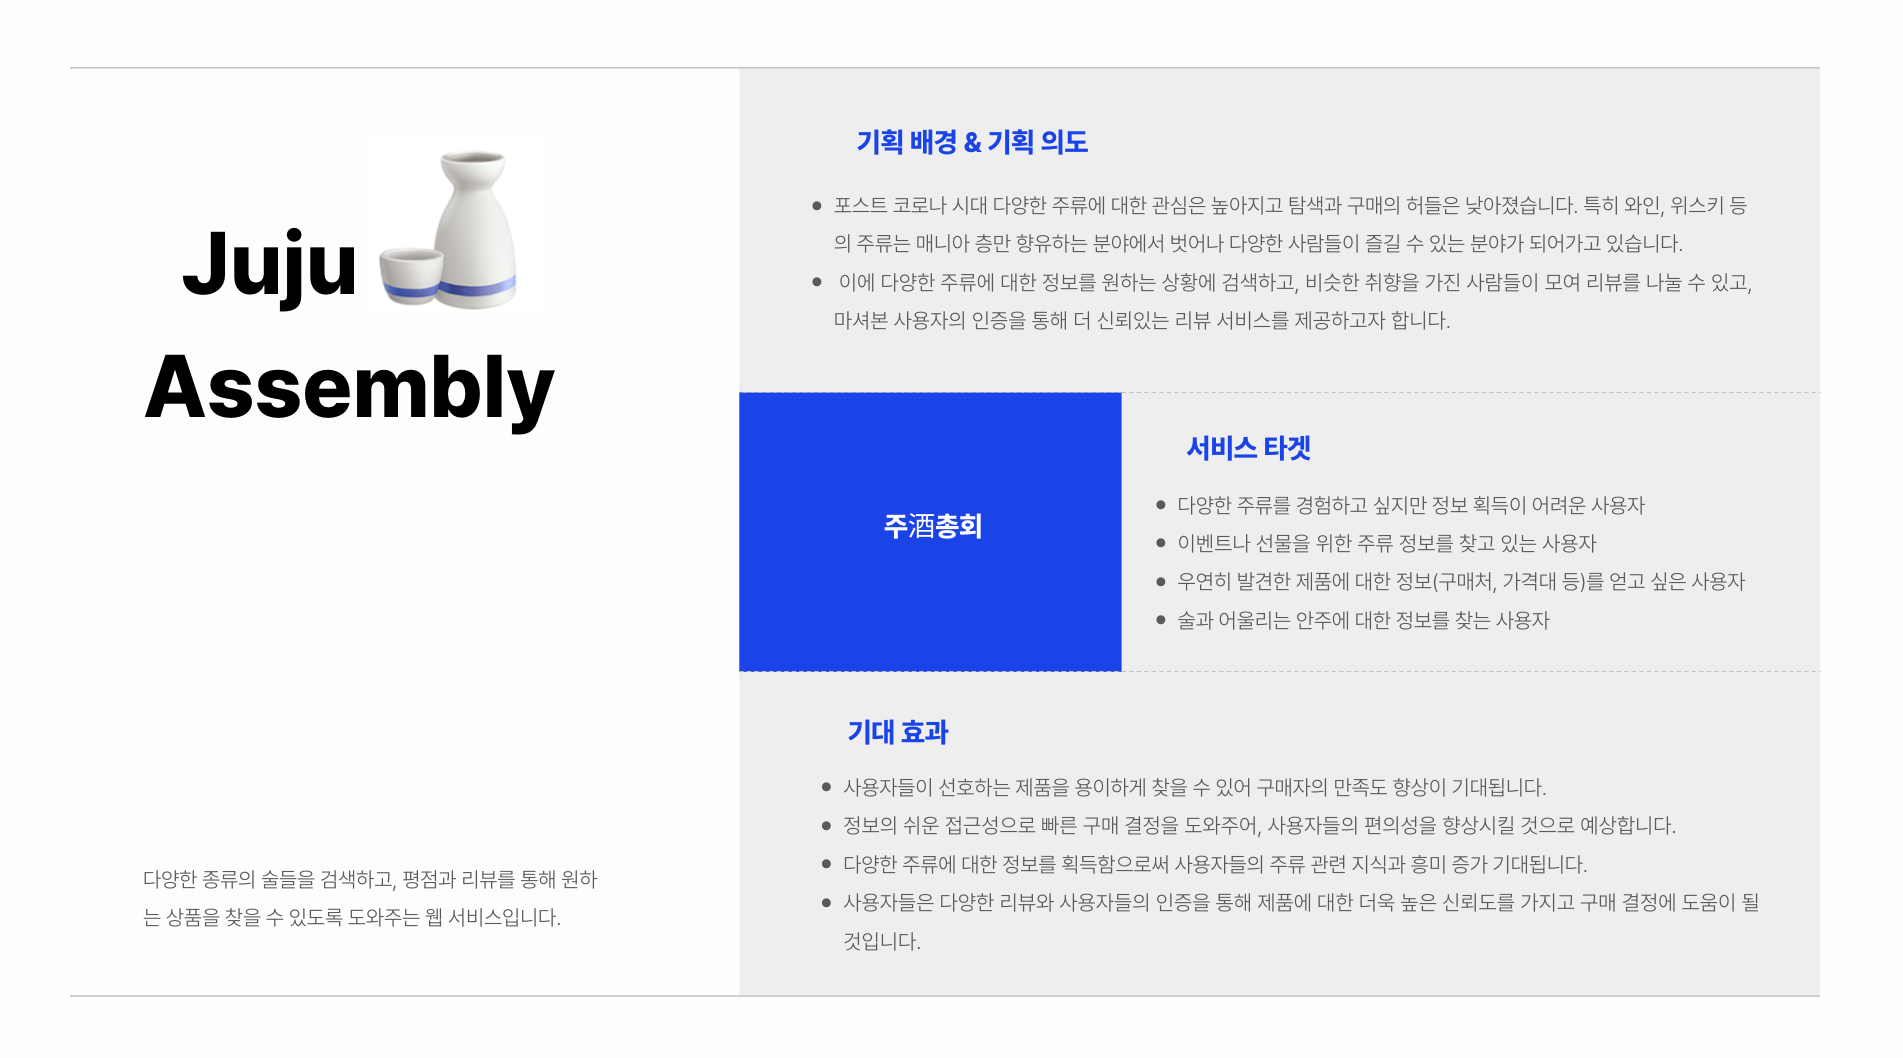 Juju
Assembly
다양한 종류의 술들을 검색하고, 평점과 리뷰를 통해 원하
는 상품을 찾을 수 있도록 도와주는 웹 서비스입니다.
기획 배경 & 기획 의도
● 포스트 코로나 시대 다양한 주류에 대한 관심은 높아지고 탐색과 구매의 허들은 낮아졌습니다. 특히 와인, 위스키 등
의 주류는 매니아 층만 향유하는 분야에서 벗어나 다양한 사람들이 즐길 수 있는 분야가 되어가고 있습니다.
● 이에 다양한 주류에 대한 정보를 원하는 상황에 검색하고, 비슷한 취향을 가진 사람들이 모여 리뷰를 나눌 수 있고,
마셔본 사용자의 인증을 통해 더 신뢰있는 리뷰 서비스를 제공하고자 합니다.
주酒총회
서비스 타겟
● 다양한 주류를 경험하고 싶지만 정보 획득이 어려운 사용자
● 이벤트나 선물을 위한 주류 정보를 찾고 있는 사용자
● 우연히 발견한 제품에 대한 정보(구매처, 가격대 등)를 얻고 싶은 사용자
● 술과 어울리는 안주에 대한 정보를 찾는 사용자
기대 효과
● 사용자들이 선호하는 제품을 용이하게 찾을 수 있어 구매자의 만족도 향상이 기대됩니다.
● 정보의 쉬운 접근성으로 빠른 구매 결정을 도와주어, 사용자들의 편의성을 향상시킬 것으로 예상합니다.
● 다양한 주류에 대한 정보를 획득함으로써 사용자들의 주류 관련 지식과 흥미 증가 기대됩니다.
● 사용자들은 다양한 리뷰와 사용자들의 인증을 통해 제품에 대한 더욱 높은 신뢰도를 가지고 구매 결정에 도움이 될
것입니다.